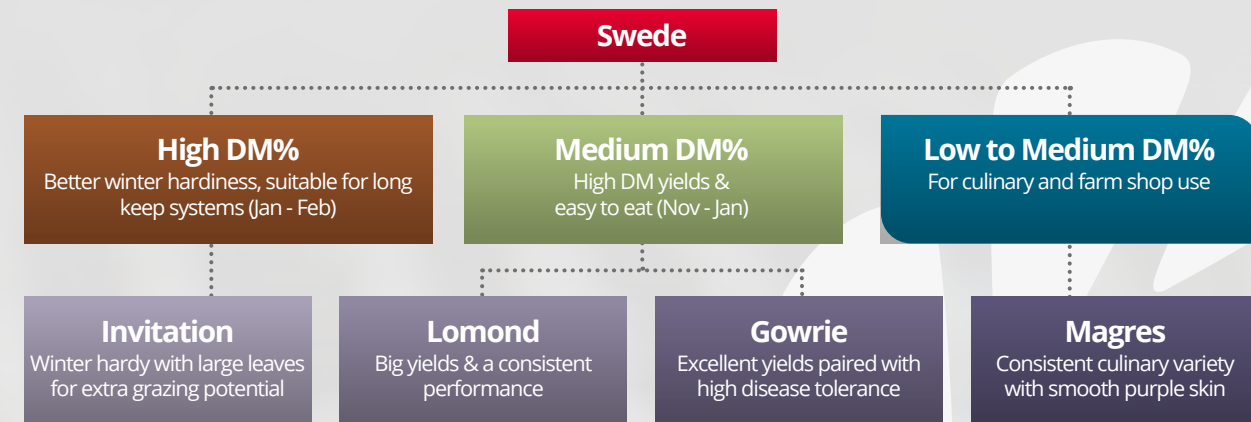 Swede
High DM%
Better winter hardiness, suitable for long
keep systems (Jan - Feb)
Medium DM%
High DM yields &
easy to eat (Nov - Jan)
Low to Medium DM%
For culinary and farm shop use
Invitation
Winter hardy with large leaves
for extra grazing potential
Lomond
Big yields & a consistent
performance
Gowrie
Excellent yields paired with
high disease tolerance
Magres
Consistent culinary variety
with smooth purple skin